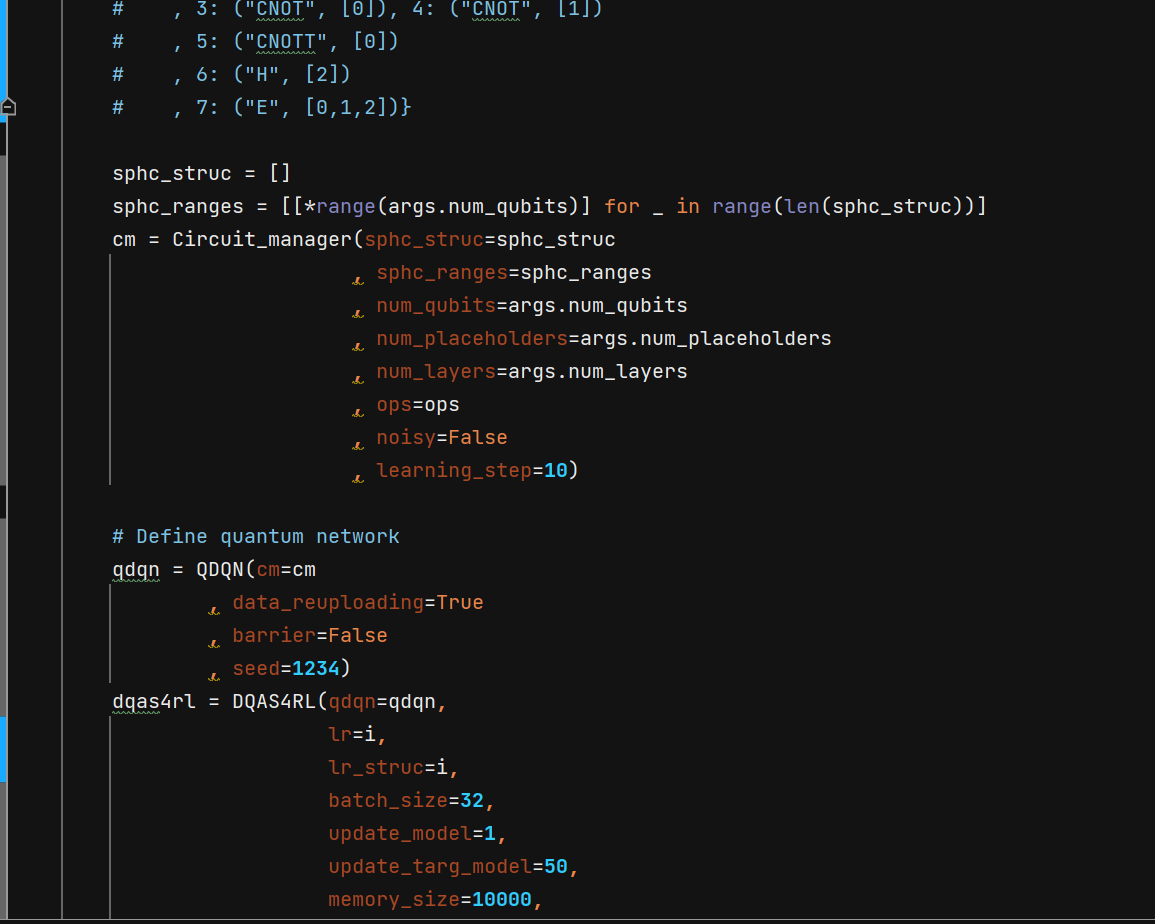 #    , 3: ("CNOT", [0]), 4: ("CNOT", [1])
#    , 5: ("CNOTT", [0])
#    , 6: ("H", [2])
#    , 7: ("E", [0,1,2])}
sphc_struc = []
sphc_ranges = [[*range(args.num_qubits)] for _ in range(len(sphc_struc))]
cm = Circuit_manager(sphc_struc=sphc_struc
, sphc_ranges=sphc_ranges
, num_qubits=args.num_qubits
, num_placeholders=args.num_placeholders
, num_layers=args.num_layers
, ops=ops
, noisy=False
, learning_step=10)
# Define quantum network
qdqn = QDQN(cm=cm
, data_reuploading=True
, barrier=False
, seed=1234)
dqas4rl = DQAS4RL(qdqn=qdqn,
lr=i,
lr_struc=i,
batch_size=32,
update_model=1,
update_targ_model=50,
memory_size=10000,